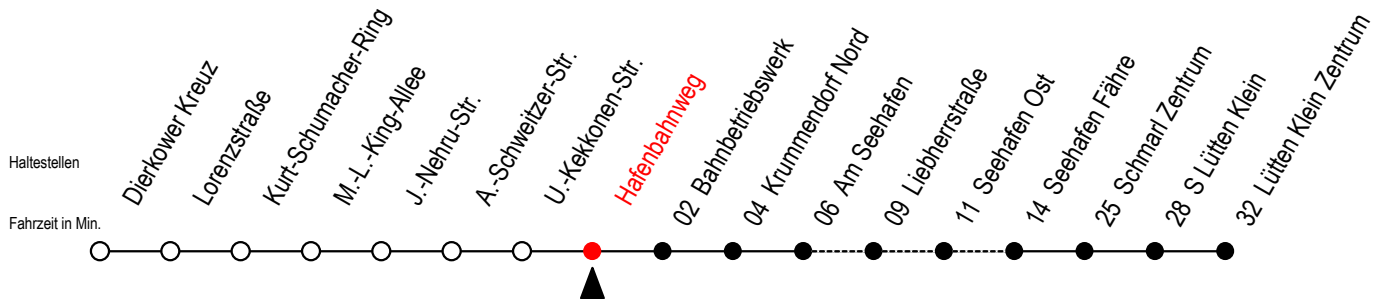 Haltestellen
Fahrzeit in Min.
Dierkower Kreuz
Lorenzstraße
Kurt-Schumacher-Ring
M.-L.-King-Allee
J.-Nehru-Str.
A.-Schweitzer-Str.
U.-Kekkonen-Str.
Hafenbahnweg
02 Bahnbetriebswerk
04 Krummendorf Nord
06 Am Seehafen
09 Liebherrstraße
11 Seehafen Ost
14 Seehafen Fähre
25 Schmarl Zentrum
28 S Lütten Klein
32 Lütten Klein Zentrum